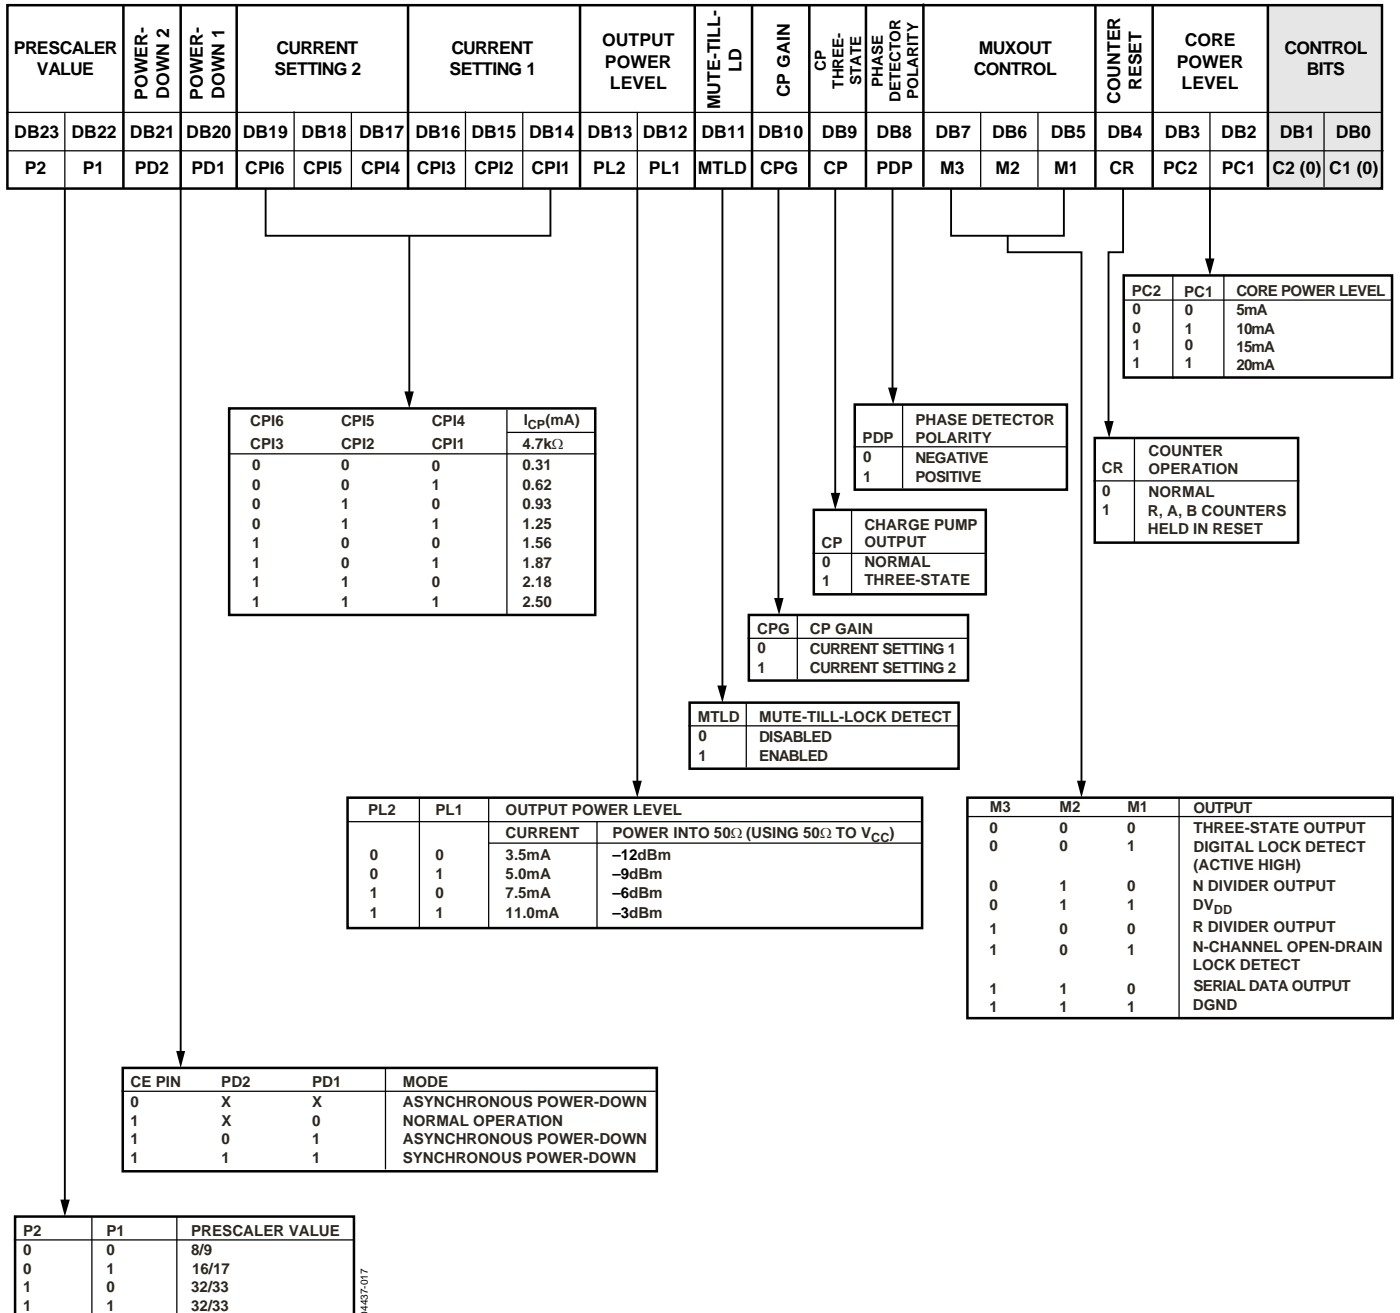 PRESCALER VALUE
POWER-DOWN 2
POWER-DOWN 1
CURRENT SETTING 2
CURRENT SETTING 1
OUTPUT POWER LEVEL
MUTE-TILL-LD
CP GAIN
CP THREE-STATE
PHASE DETECTOR POLARITY
MUXOUT CONTROL
COUNTER RESET
CORE POWER LEVEL
CONTROL BITS
DB23 DB22 DB21 DB20 DB19 DB18 DB17 DB16 DB15 DB14 DB13 DB12 DB11 DB10 DB9 DB8 DB7 DB6 DB5 DB4 DB3 DB2 DB1 DB0
P2 P1 PD2 PD1 CPI6 CPI5 CPI4 CPI3 CPI2 CPI1 PL2 PL1 MTLD CPG CP PDP M3 M2 M1 CR PC2 PC1 C2 (0) C1 (0)
PC2 PC1 CORE POWER LEVEL
0 0 5mA
0 1 10mA
1 0 15mA
1 1 20mA
CPI6 CPI5 CPI4 ICP(mA)
CPI3 CPI2 CPI1 4.7kΩ
0 0 0 0.31
0 0 1 0.62
0 1 0 0.93
0 1 1 1.25
1 0 0 1.56
1 0 1 1.87
1 1 0 2.18
1 1 1 2.50
PHASE DETECTOR
PDP POLARITY
0 NEGATIVE
1 POSITIVE
COUNTER
CR OPERATION
0 NORMAL
1 R, A, B COUNTERS
HELD IN RESET
CHARGE PUMP
CP OUTPUT
0 NORMAL
1 THREE-STATE
CPG CP GAIN
0 CURRENT SETTING 1
1 CURRENT SETTING 2
MTLD MUTE-TILL-LOCK DETECT
0 DISABLED
1 ENABLED
PL2 PL1 OUTPUT POWER LEVEL
CURRENT POWER INTO 50Ω (USING 50Ω TO VCC)
0 0 3.5mA –12dBm
0 1 5.0mA –9dBm
1 0 7.5mA –6dBm
1 1 11.0mA –3dBm
M3 M2 M1 OUTPUT
0 0 0 THREE-STATE OUTPUT
0 0 1 DIGITAL LOCK DETECT
(ACTIVE HIGH)
0 1 0 N DIVIDER OUTPUT
0 1 1 DVDD
1 0 0 R DIVIDER OUTPUT
1 0 1 N-CHANNEL OPEN-DRAIN
LOCK DETECT
1 1 0 SERIAL DATA OUTPUT
1 1 1 DGND
CE PIN PD2 PD1 MODE
0 X X ASYNCHRONOUS POWER-DOWN
1 X 0 NORMAL OPERATION
1 0 1 ASYNCHRONOUS POWER-DOWN
1 1 1 SYNCHRONOUS POWER-DOWN
P2 P1 PRESCALER VALUE
0 0 8/9
0 1 16/17
1 0 32/33
1 1 32/33